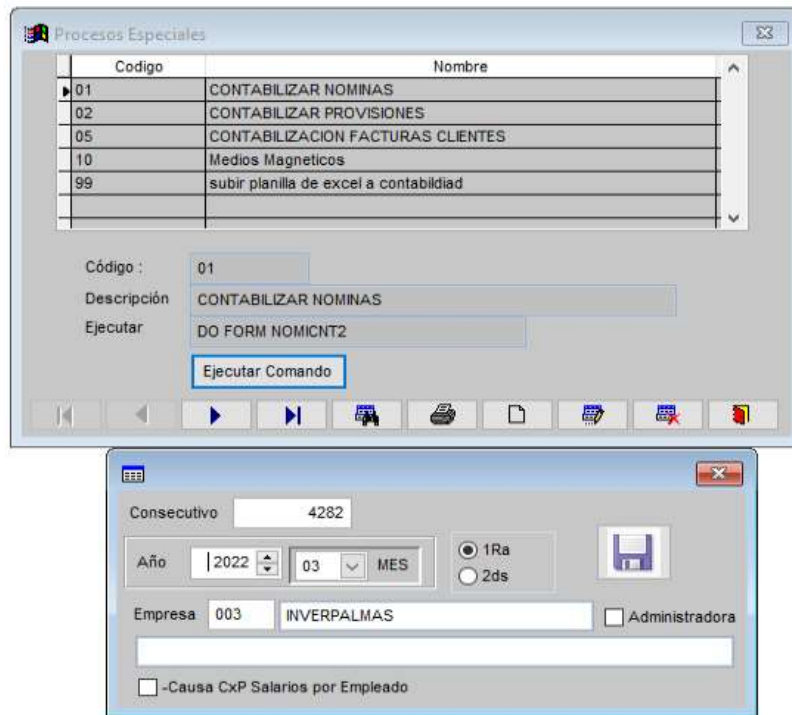 Procesos Especiales
Codigo Nombre
01 CONTABILIZAR NOMINAS
02 CONTABILIZAR PROVISIONES
05 CONTABILIZACION FACTURAS CLIENTES
10 Medios Magneticos
99 subir planilla de excel a contabildiad
Código : 01
Descripción CONTABILIZAR NOMINAS
Ejecutar DO FORM NOMICNT2
Ejecutar Comando
Consecutivo 4282
Año 2022 03 MES 1Ra
2ds
Empresa 003 INVERPALMAS Administradora
-Causa CxP Salarios por Empleado